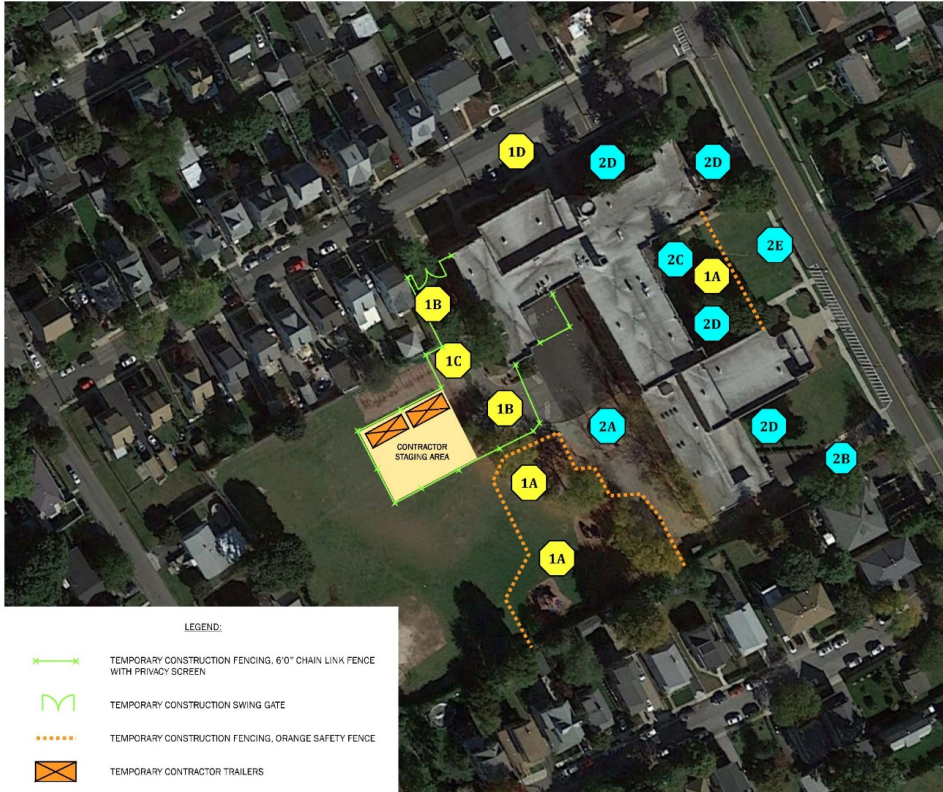 1D
2D
2D
2E
2C
1A
1B
2D
1C
1B
2A
2D
2B
CONTRACTOR
STAGING AREA
1A
1A
LEGEND:
TEMPORARY CONSTRUCTION FENCING, 6'0" CHAIN LINK FENCE
WITH PRIVACY SCREEN
TEMPORARY CONSTRUCTION SWING GATE
TEMPORARY CONSTRUCTION FENCING, ORANGE SAFETY FENCE
TEMPORARY CONTRACTOR TRAILERS